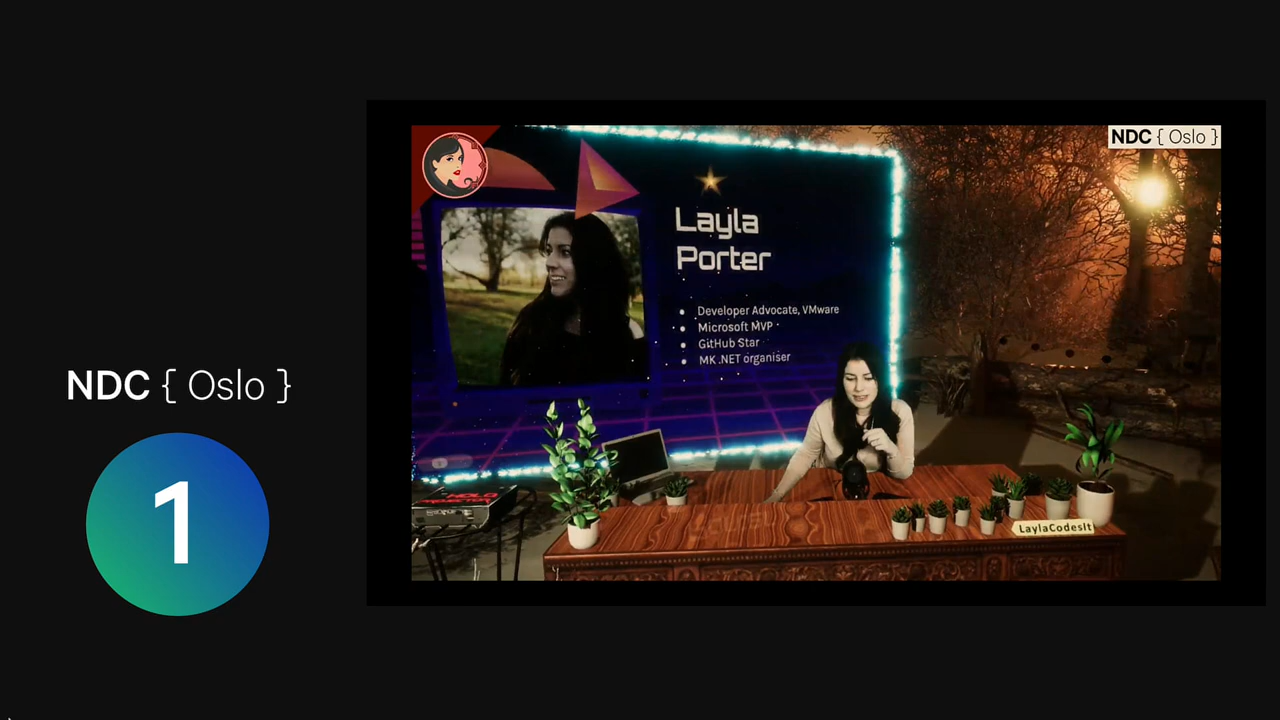 NDC { Oslo }
1
NDC { Oslo }
Layla
Porter
Developer Advocate, VMware
Microsoft MVP
GitHub Star
MK .NET organiser
LaylaCodesIt